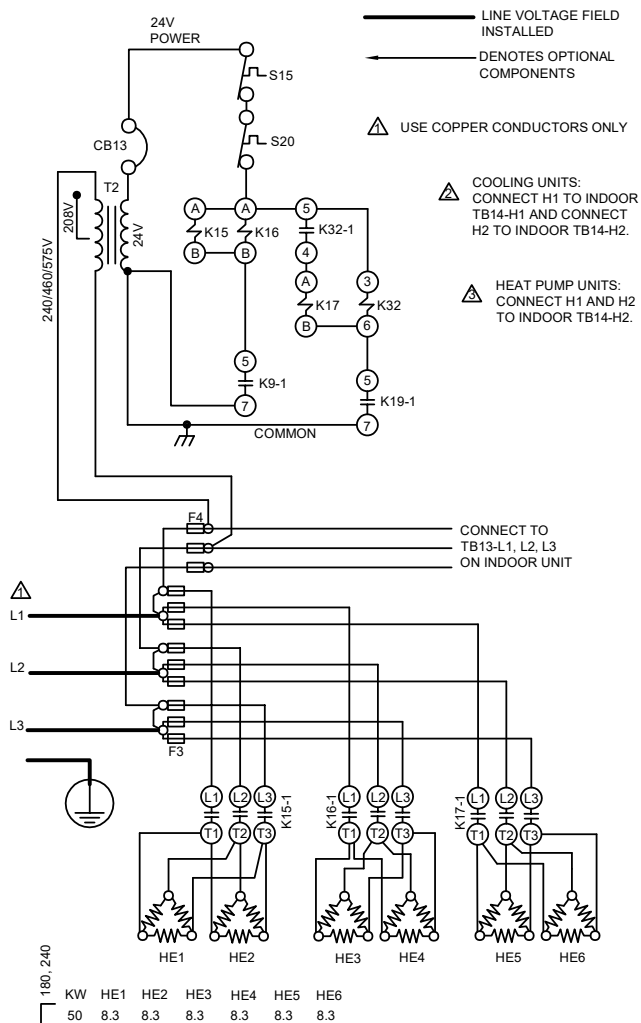 24V
POWER
LINE VOLTAGE FIELD
INSTALLED
DENOTES OPTIONAL
COMPONENTS
S15
S20
CB13
T2
208V
24V
240/460/575V
1 USE COPPER CONDUCTORS ONLY
2 COOLING UNITS:
CONNECT H1 TO INDOOR
TB14-H1 AND CONNECT
H2 TO INDOOR TB14-H2.
3 HEAT PUMP UNITS:
CONNECT H1 AND H2
TO INDOOR TB14-H2.
A A 5
K15 K16 K32-1
B B 4
A 3
K17 K32
B 6
5 5
K9-1 K19-1
7 7
COMMON
F4
CONNECT TO
TB13-L1, L2, L3
ON INDOOR UNIT
1
L1
L2
L3
F3
L1 L2 L3 K15-1 L1 L2 L3 K16-1 L1 L2 L3 K17-1
T1 T2 T3 T1 T2 T3 T1 T2 T3
HE1 HE2 HE3 HE4 HE5 HE6
180, 240
KW HE1 HE2 HE3 HE4 HE5 HE6
50 8.3 8.3 8.3 8.3 8.3 8.3